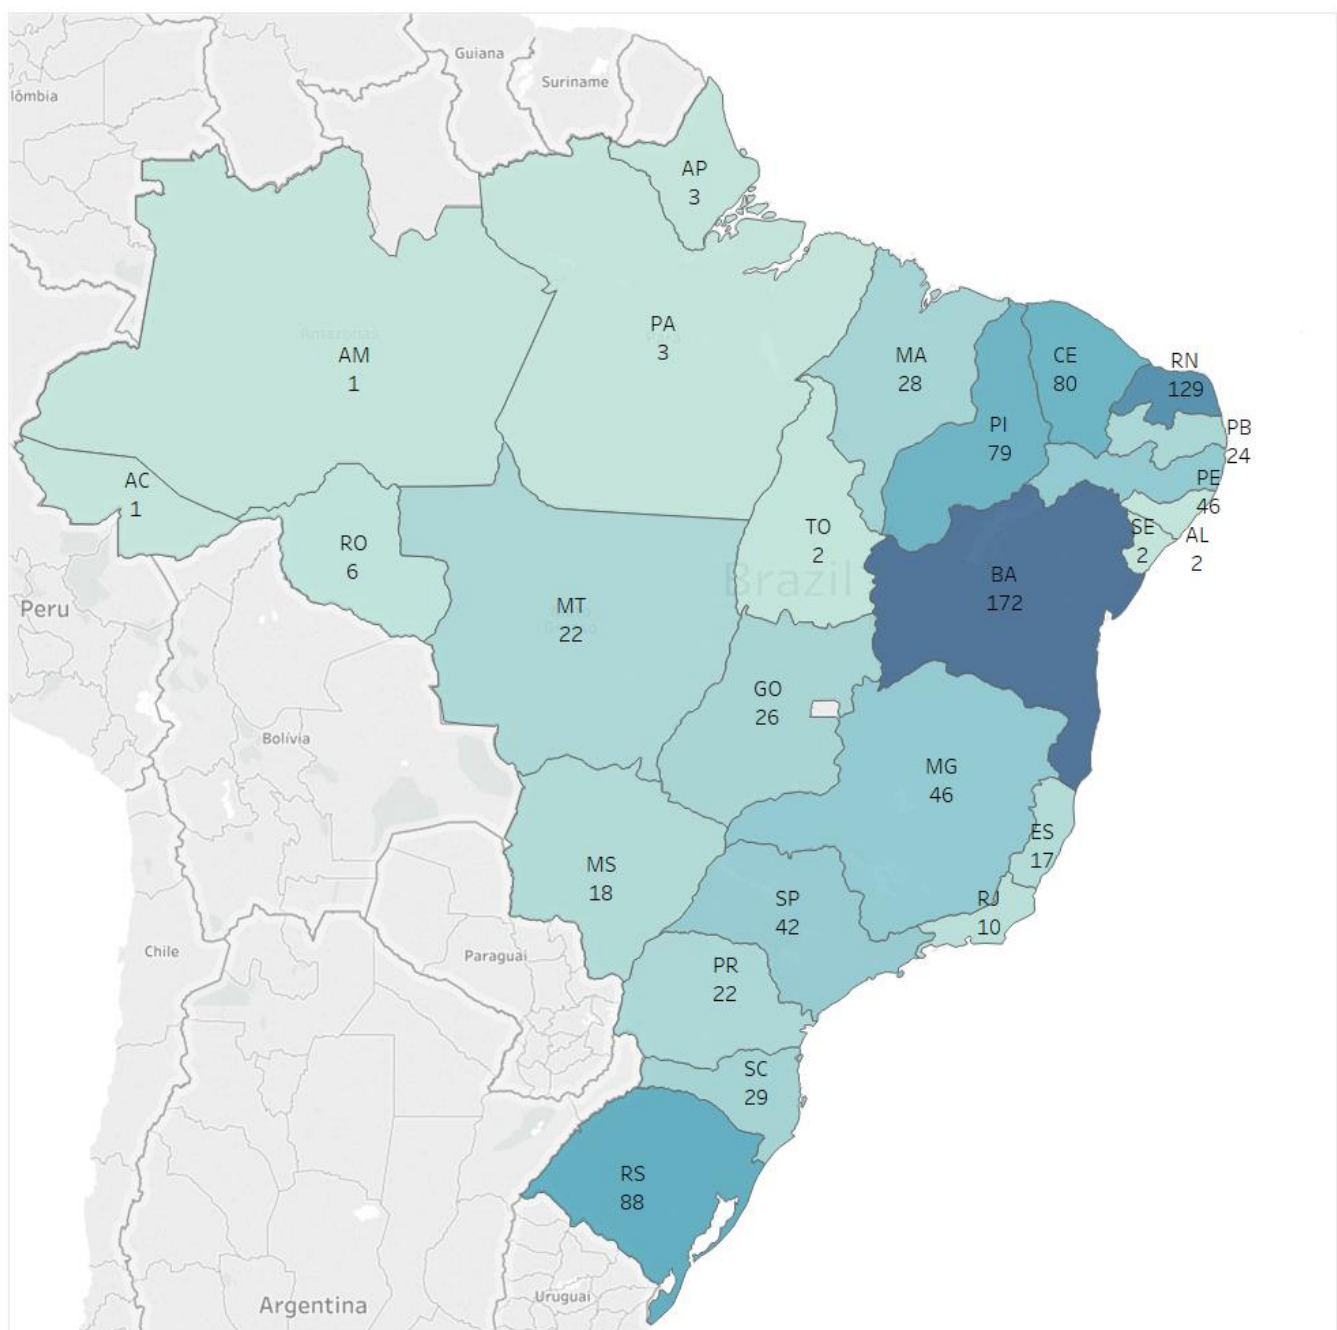 Guiana
Suriname
lômbia
AP
3
PA
3
AM
1
MA
28
CE
80
RN
129
PI
79
PB
24
PE
46
AC
1
RO
6
TO
2
SE
2
AL
2
Brazil
BA
172
Peru
MT
22
GO
26
Bolívia
MG
46
ES
17
MS
18
SP
42
RJ
10
Chile
Paraguai
PR
22
SC
29
RS
88
Argentina
Uruguai
Amazonas